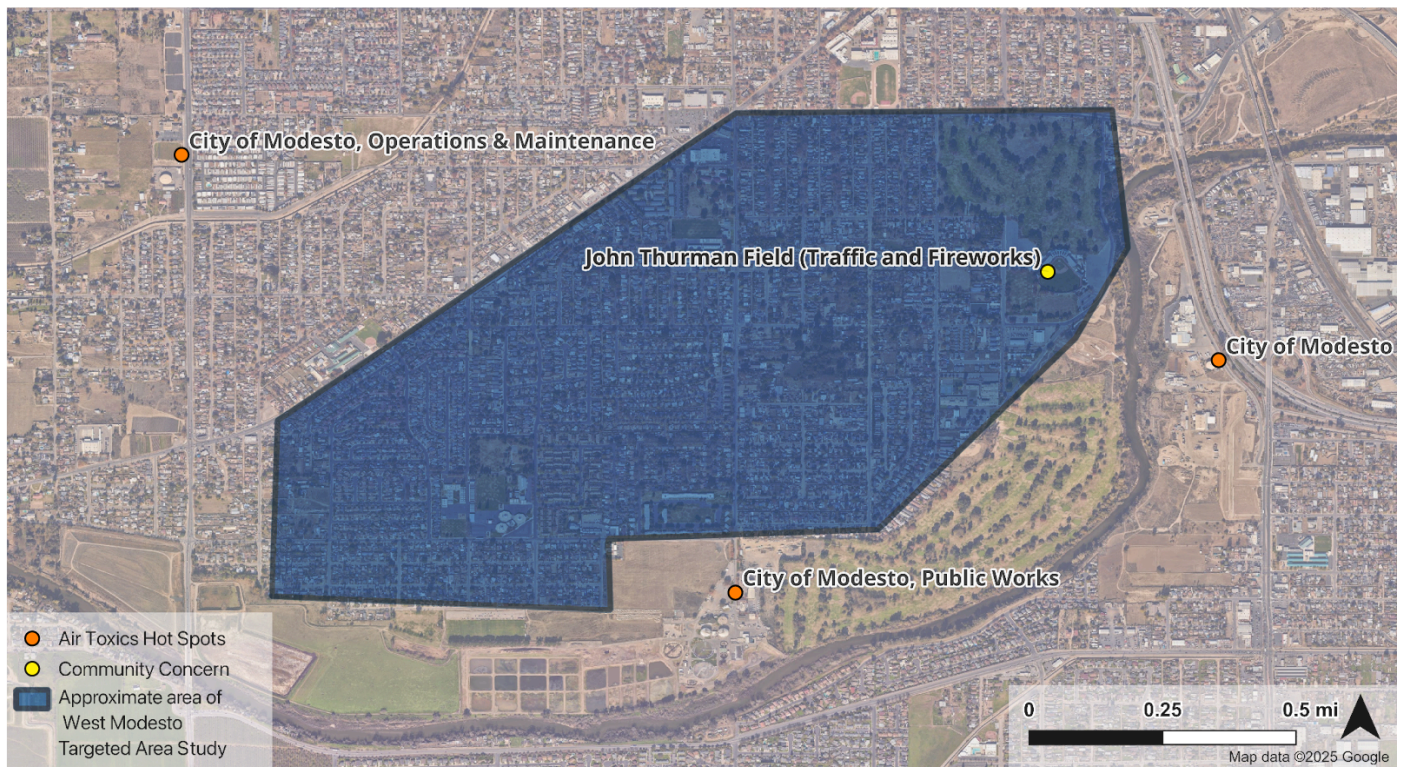 City of Modesto, Operations & Maintenance
John Thurman Field (Traffic and Fireworks)
City of Modesto
City of Modesto, Public Works
Air Toxics Hot Spots
Community Concern
Approximate area of
West Modesto
Targeted Area Study
0 0.25 0.5 mi
Map data ©2025 Google